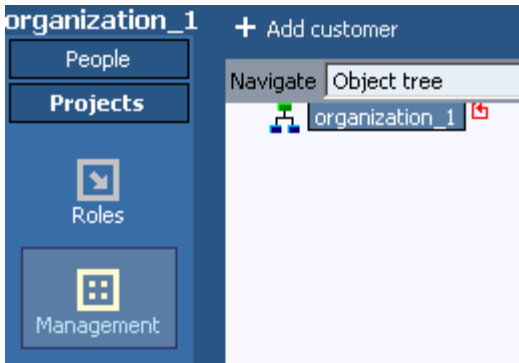 organization_1
People
Projects
Roles
Management
+ Add customer
Navigate Object tree
organization_1